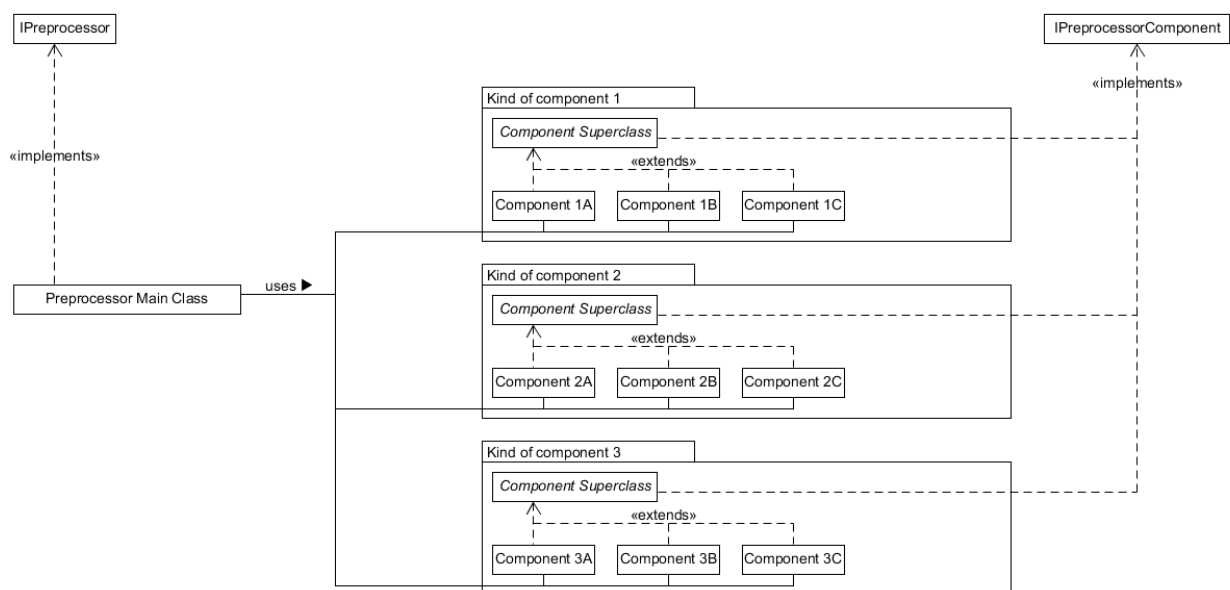 IPreprocessor
IPreprocessorComponent
«implements»
Kind of component 1
Component Superclass
«implements»
«extends»
Component 1A
Component 1B
Component 1C
Kind of component 2
uses ▶
Preprocessor Main Class
Component Superclass
«extends»
Component 2A
Component 2B
Component 2C
Kind of component 3
Component Superclass
«extends»
Component 3A
Component 3B
Component 3C